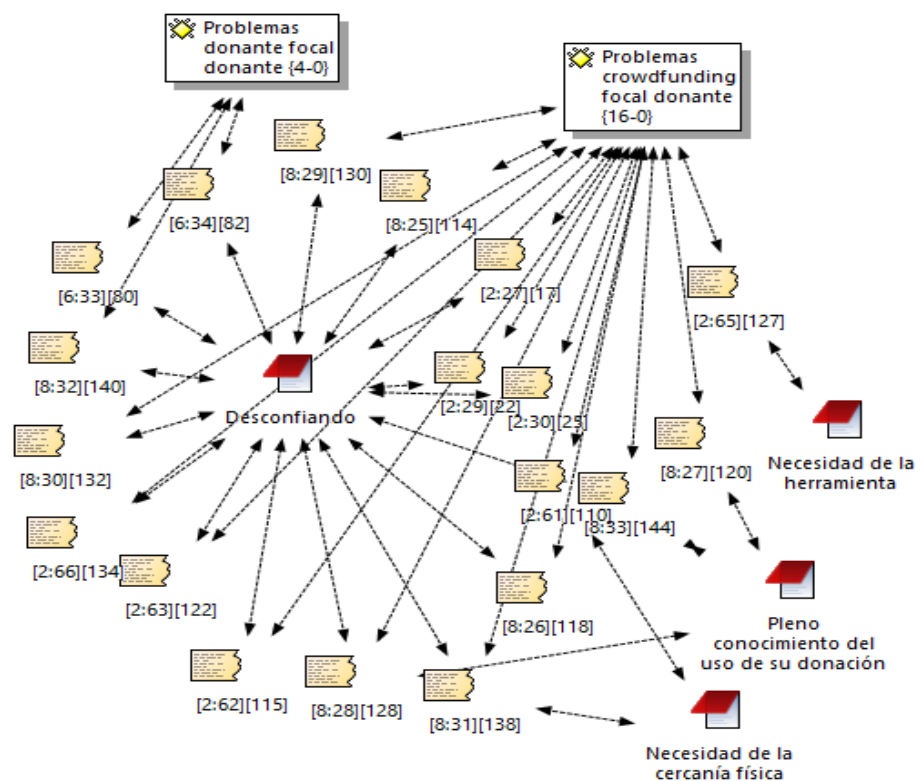 Problemas
donante focal
donante {4-0}
Problemas
crowdfunding
focal donante
{16-0}
[8:29][130]
[6:34][82]
[8:25][114]
[6:33][80]
[2:27][17]
[2:65][127]
[8:32][140]
Desconfiando
[2:29][22]
[2:30][25]
[8:30][132]
[8:27][120]
Necesidad de la
herramienta
[2:61][110]
[8:33][144]
[2:66][134]
[2:63][122]
[8:26][118]
Pleno
conocimiento del
uso de su donación
[2:62][115]
[8:28][128]
[8:31][138]
Necesidad de la
cercanía física